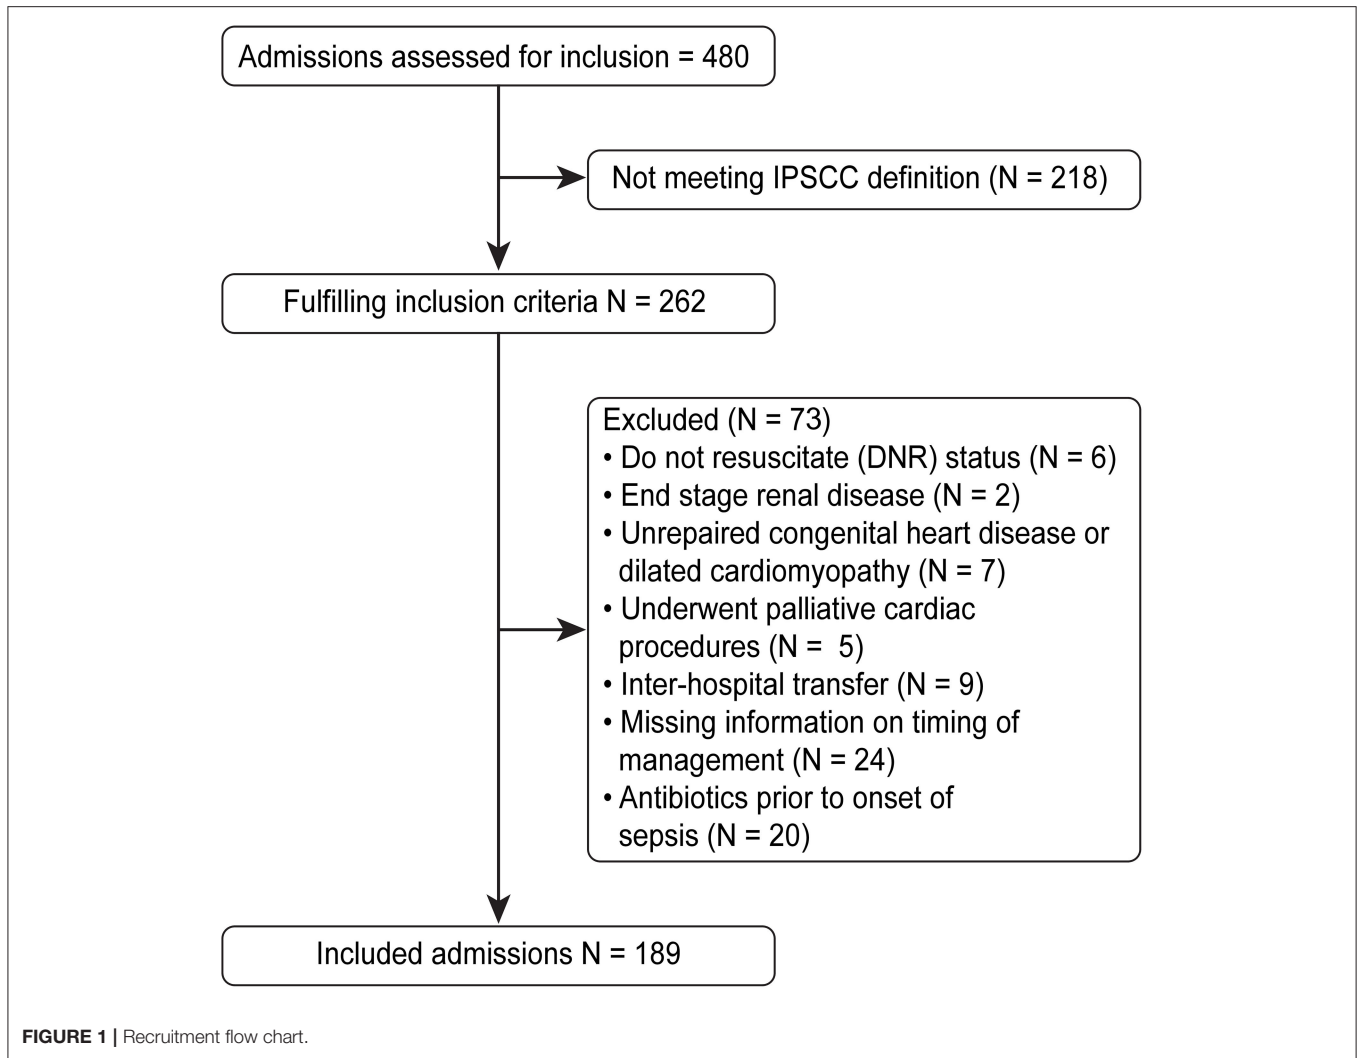 Admissions assessed for inclusion = 480
Not meeting IPSCC definition (N = 218)
Fulfilling inclusion criteria N = 262
Excluded (N = 73)
• Do not resuscitate (DNR) status (N = 6)
• End stage renal disease (N = 2)
• Unrepaired congenital heart disease or
dilated cardiomyopathy (N = 7)
• Underwent palliative cardiac
procedures (N =  5)
• Inter-hospital transfer (N = 9)
• Missing information on timing of
management (N = 24)
• Antibiotics prior to onset of
sepsis (N = 20)
Included admissions N = 189
FIGURE 1 | Recruitment flow chart.